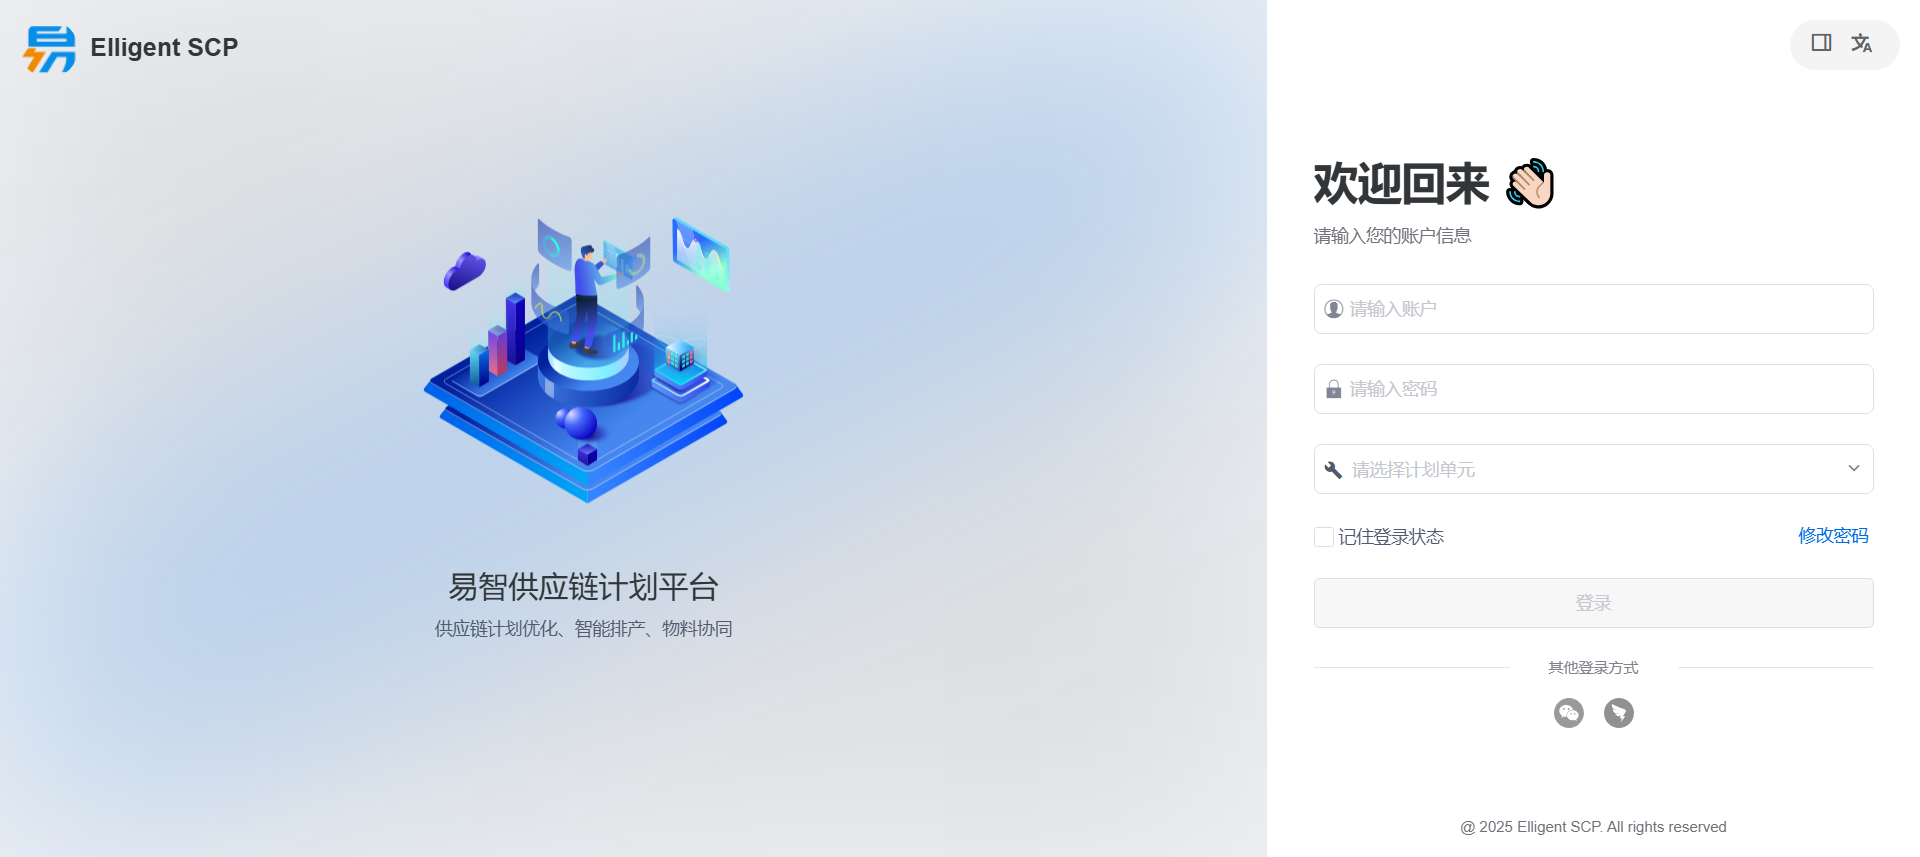 Elligent SCP
易智供应链计划平台
供应链计划优化、智能排产、物料协同
欢迎回来
请输入您的账户信息
请输入账户
请输入密码
请选择计划单元
记住登录状态
修改密码
登录
其他登录方式
@ 2025 Elligent SCP. All rights reserved